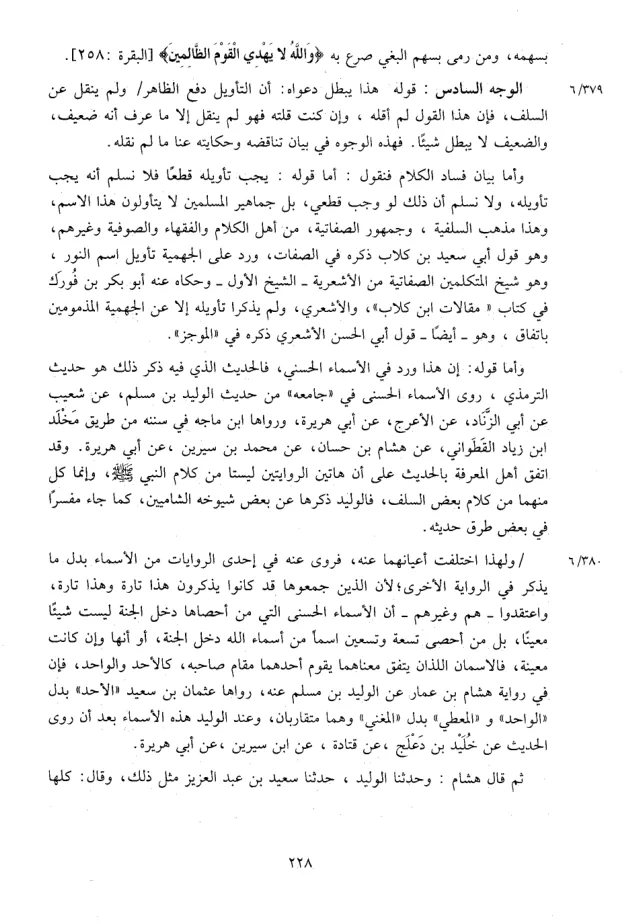 بسهمه، ومن رمى بسهم البغي صرع به ﴿وَاللَّهُ لا يَهْدِي الْقَوْمَ الظَّالِمِينَ﴾ [البقرة :٢٥٨].
٦/٣٧٩ الوجه السادس : قوله هذا يبطل دعواه: أن التأويل دفع الظاهر/ ولم ينقل عن
السلف، فإن هذا القول لم أقله ، وإن كنت قلته فهو لم ينقل إلا ما عرف أنه ضعيف،
والضعيف لا يبطل شيئًا. فهذه الوجوه في بيان تناقضه وحكايته عنا ما لم نقله.
وأما بيان فساد الكلام فنقول : أما قوله : يجب تأويله قطعًا فلا نسلم أنه يجب
تأويله، ولا نسلم أن ذلك لو وجب قطعي، بل جماهير المسلمين لا يتأولون هذا الاسم،
وهذا مذهب السلفية ، وجمهور الصفاتية، من أهل الكلام والفقهاء والصوفية وغيرهم،
وهو قول أبي سعيد بن كلاب ذكره في الصفات، ورد على الجهمية تأويل اسم النور ،
وهو شيخ المتكلمين الصفاتية من الأشعرية ـ الشيخ الأول ـ وحكاه عنه أبو بكر بن فُورَك
في كتاب « مقالات ابن كلاب»، والأشعري، ولم يذكرا تأويله إلا عن الجهمية المذمومين
باتفاق ، وهو ـ أيضًا ـ قول أبي الحسن الأشعري ذكره في «الموجز».
وأما قوله: إن هذا ورد في الأسماء الحسنى، فالحديث الذي فيه ذكر ذلك هو حديث
الترمذي ، روى الأسماء الحسنى في «جامعه» من حديث الوليد بن مسلم، عن شعيب
عن أبي الزَّنَاد، عن الأعرج، عن أبي هريرة، ورواها ابن ماجه في سننه من طريق مَخْلَد
ابن زياد القَطَواني، عن هشام بن حسان، عن محمد بن سيرين ،عن أبي هريرة. وقد
اتفق أهل المعرفة بالحديث على أن هاتين الروايتين ليستا من كلام النبي ﷺ، وإنما كل
منهما من كلام بعض السلف، فالوليد ذكرها عن بعض شيوخه الشاميين، كما جاء مفسرًا
في بعض طرق حديثه.
٦/٣٨٠ /ولهذا اختلفت أعيانهما عنه، فروى عنه في إحدى الروايات من الأسماء بدل ما
يذكر في الرواية الأخرى؛لأن الذين جمعوها قد كانوا يذكرون هذا تارة وهذا تارة،
واعتقدوا ـ هم وغيرهم ـ أن الأسماء الحسنى التي من أحصاها دخل الجنة ليست شيئًا
معينًا، بل من أحصى تسعة وتسعين اسماً من أسماء الله دخل الجنة، أو أنها وإن كانت
معينة، فالاسمان اللذان يتفق معناهما يقوم أحدهما مقام صاحبه، كالأحد والواحد، فإن
في رواية هشام بن عمار عن الوليد بن مسلم عنه، رواها عثمان بن سعيد «الأحد» بدل
«الواحد» و «المعطي» بدل «المغني» وهما متقاربان، وعند الوليد هذه الأسماء بعد أن روى
الحديث عن خُلَيْد بن دَعْلَج ،عن قتادة ، عن ابن سيرين ،عن أبي هريرة.
ثم قال هشام : وحدثنا الوليد ، حدثنا سعيد بن عبد العزيز مثل ذلك، وقال: كلها
٢٢٨